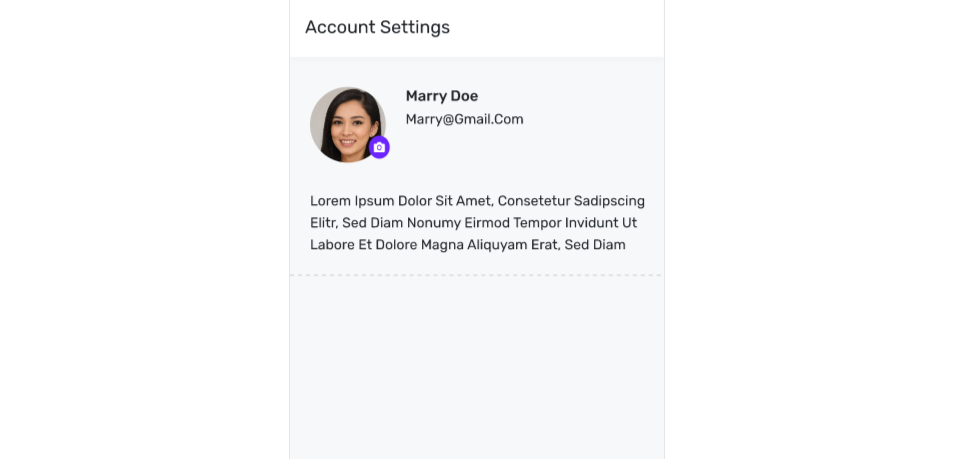 Account Settings
Marry Doe
Marry@Gmail.Com
Lorem Ipsum Dolor Sit Amet, Consetetur Sadipscing
Elitr, Sed Diam Nonumy Eirmod Tempor Invidunt Ut
Labore Et Dolore Magna Aliquyam Erat, Sed Diam